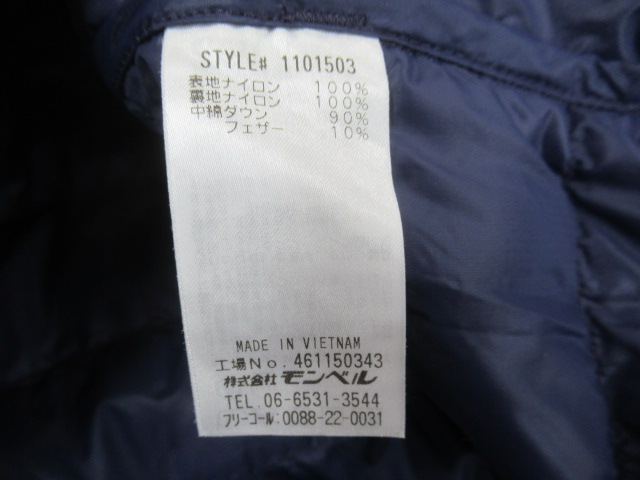 STYLE# 1101503
表地ナイロン 100%
裏地ナイロン 100%
中綿ダウン 90%
フェザー 10%
MADE IN VIETNAM
工場No. 461150343
株式会社 モンベル
TEL. 06-6531-3544
フリーコール:0088-22-0031